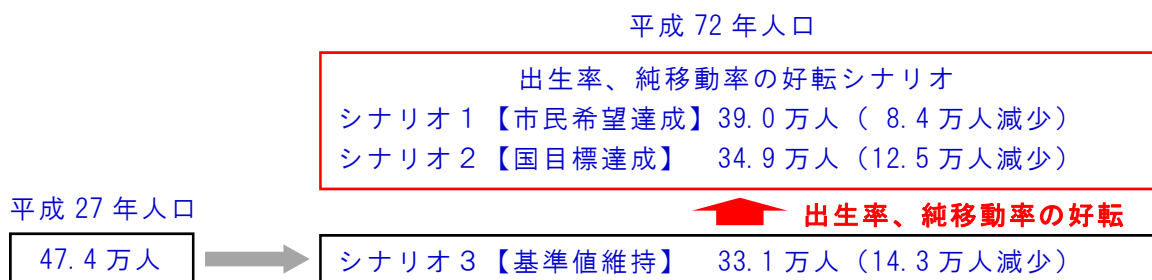 平成 72 年人口
出生率、純移動率の好転シナリオ
シナリオ１【市民希望達成】39.0 万人（ 8.4 万人減少）
シナリオ２【国目標達成】 34.9 万人（12.5 万人減少）
平成 27 年人口
出生率、純移動率の好転
47.4 万人
シナリオ３【基準値維持】 33.1 万人（14.3 万人減少）